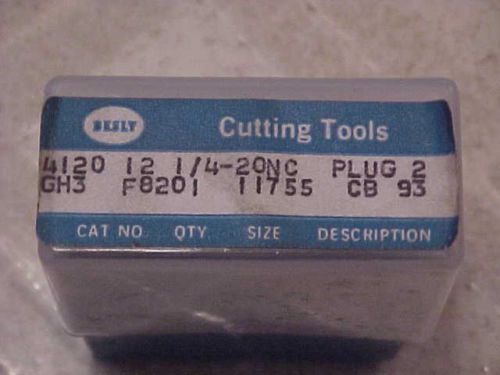 BESLY
Cutting Tools
4120 12 1/4-20NC PLUG 2
GH3 F8201 11755 CB 93
CAT NO. QTY. SIZE DESCRIPTION